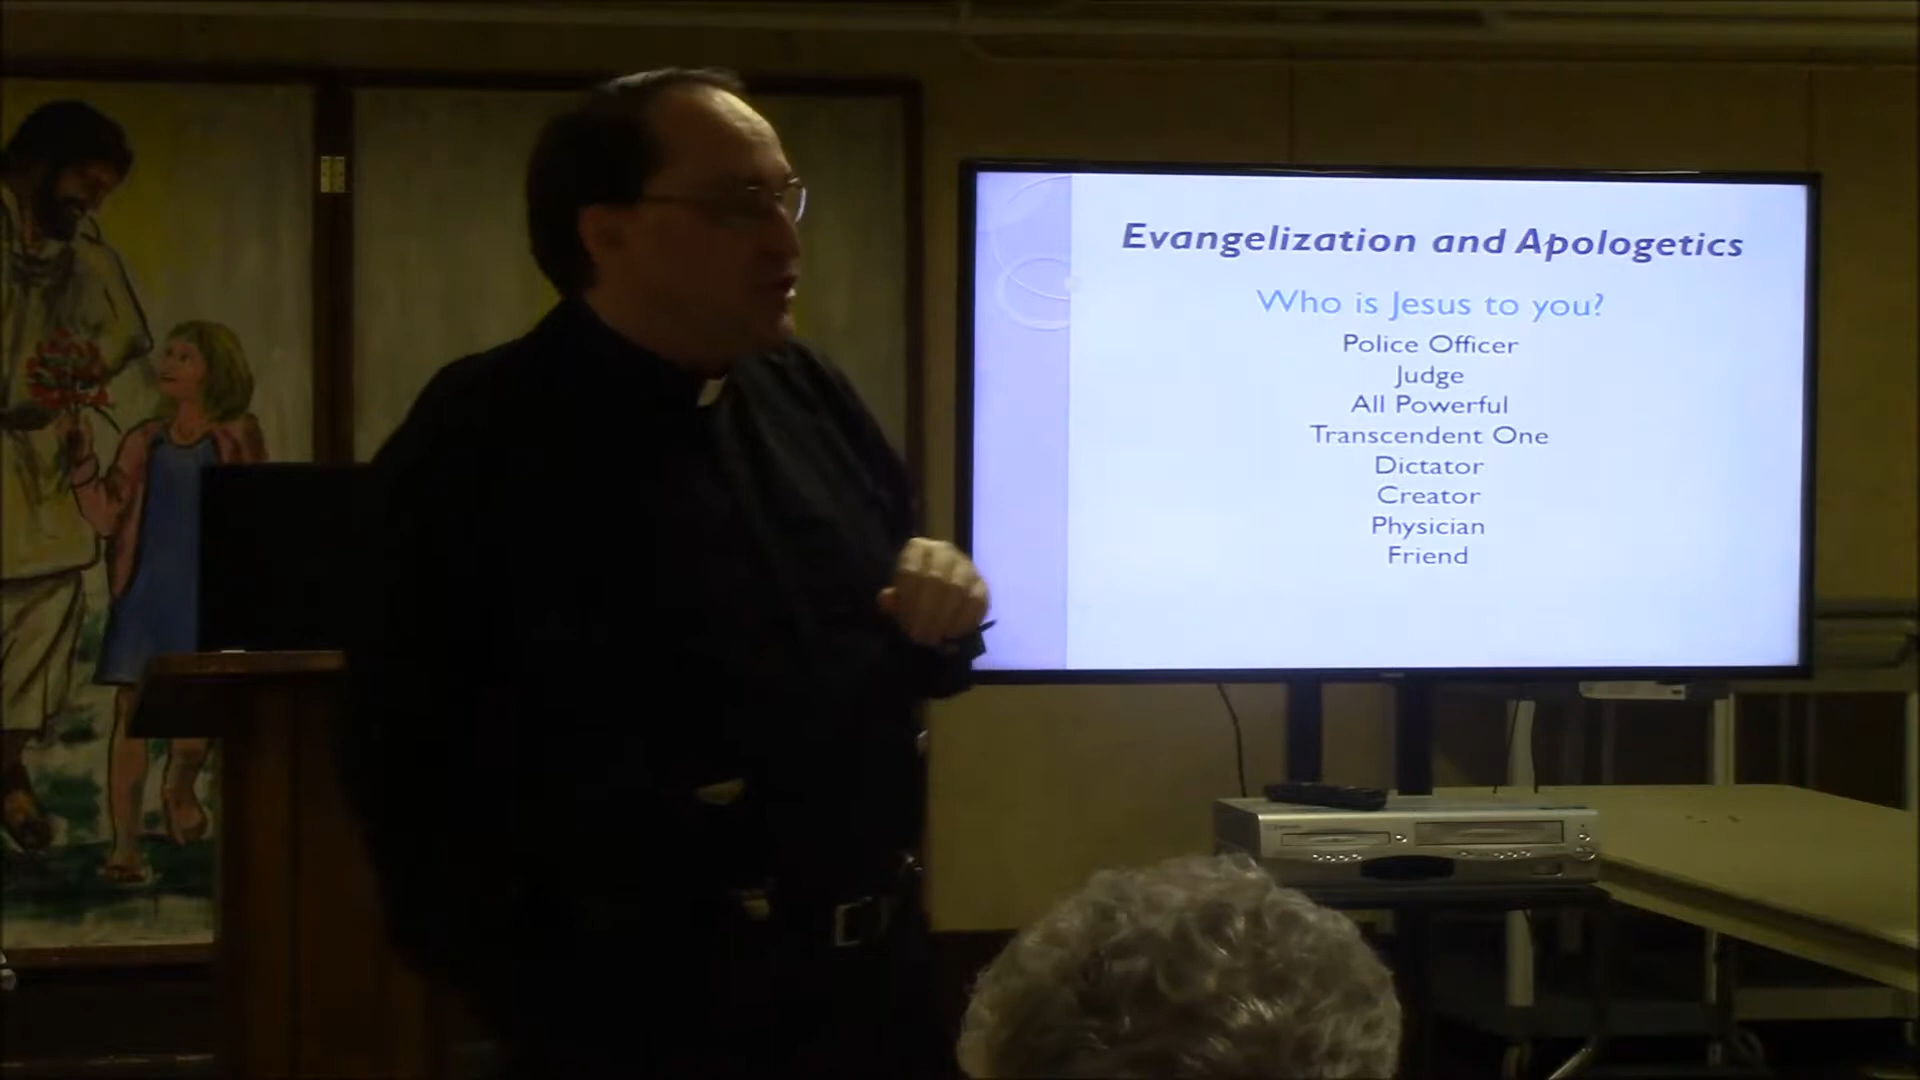 Evangelization and Apologetics
Who is Jesus to you?
Police Officer
Judge
All Powerful
Transcendent One
Dictator
Creator
Physician
Friend